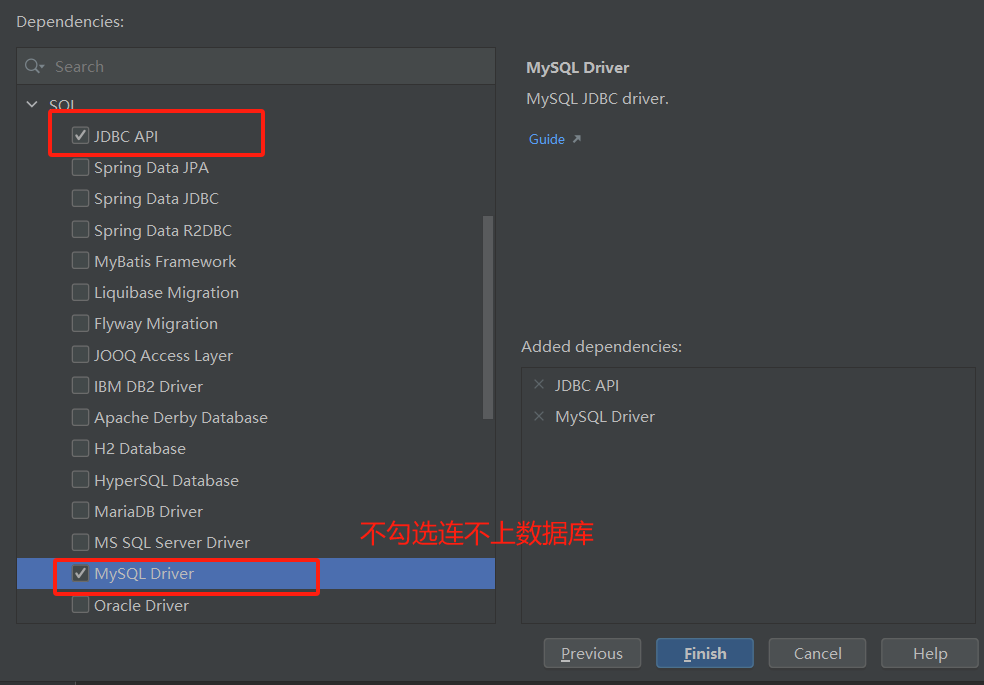 Dependencies:
Search
SQL
JDBC API
Spring Data JPA
Spring Data JDBC
Spring Data R2DBC
MyBatis Framework
Liquibase Migration
Flyway Migration
JOOQ Access Layer
IBM DB2 Driver
Apache Derby Database
H2 Database
HyperSQL Database
MariaDB Driver
MS SQL Server Driver
MySQL Driver
Oracle Driver
不勾选连不上数据库
MySQL Driver
MySQL JDBC driver.
Guide
Added dependencies:
JDBC API
MySQL Driver
Previous
Finish
Cancel
Help